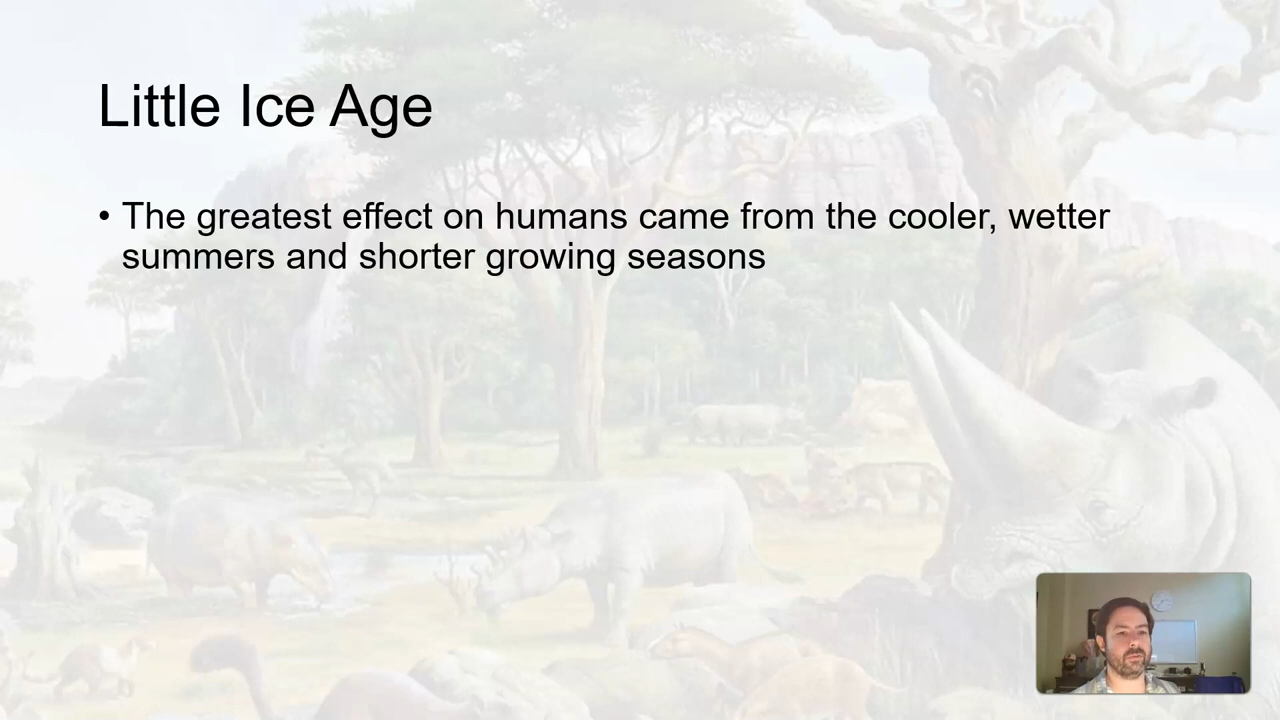 Little Ice Age
• The greatest effect on humans came from the cooler, wetter
summers and shorter growing seasons